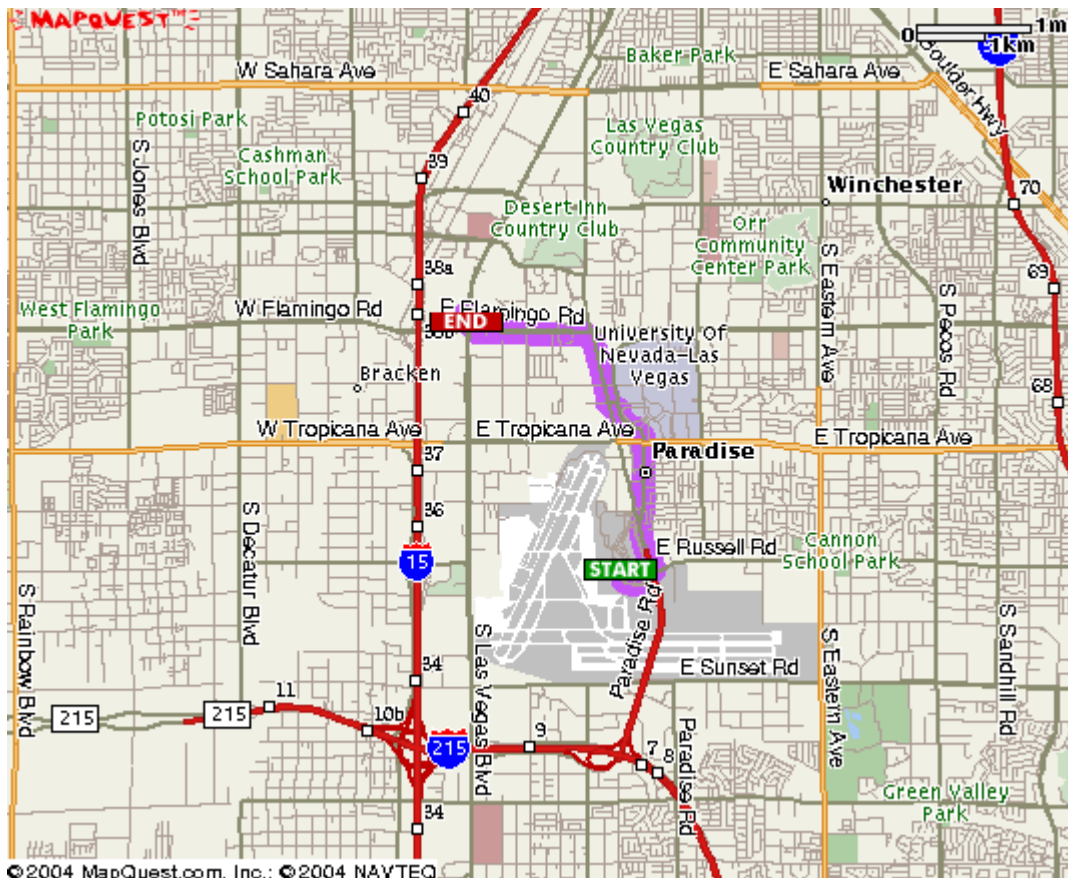 MAPQUEST
0
1m
1km
W Sahara Ave
40
Baker Park
E Sahara Ave
Boulder Hwy
Potosi Park
S Jones Blvd
Cashman
School Park
39
Las Vegas
Country Club
Winchester
70
Desert Inn
Country Club
Orr
Community
Center Park
S Eastern Ave
38a
69
West Flamingo
Park
W Flamingo Rd
E Flamingo Rd
END
38b
University Of
Nevada-Las
Vegas
S Pecos Rd
Bracken
68
W Tropicana Ave
E Tropicana Ave
E Tropicana Ave
37
Paradise
S Decatur Blvd
36
15
E Russell Rd
START
Cannon
School Park
S Rainbow Blvd
Paradise Rd
S Las Vegas Blvd
E Sunset Rd
S Eastern Ave
S Sandhill Rd
34
11
215
215
10b
215
9
7
8
Paradise Rd
Green Valley
Park
34
©2004 MapQuest.com, Inc.; ©2004 NAVTEQ